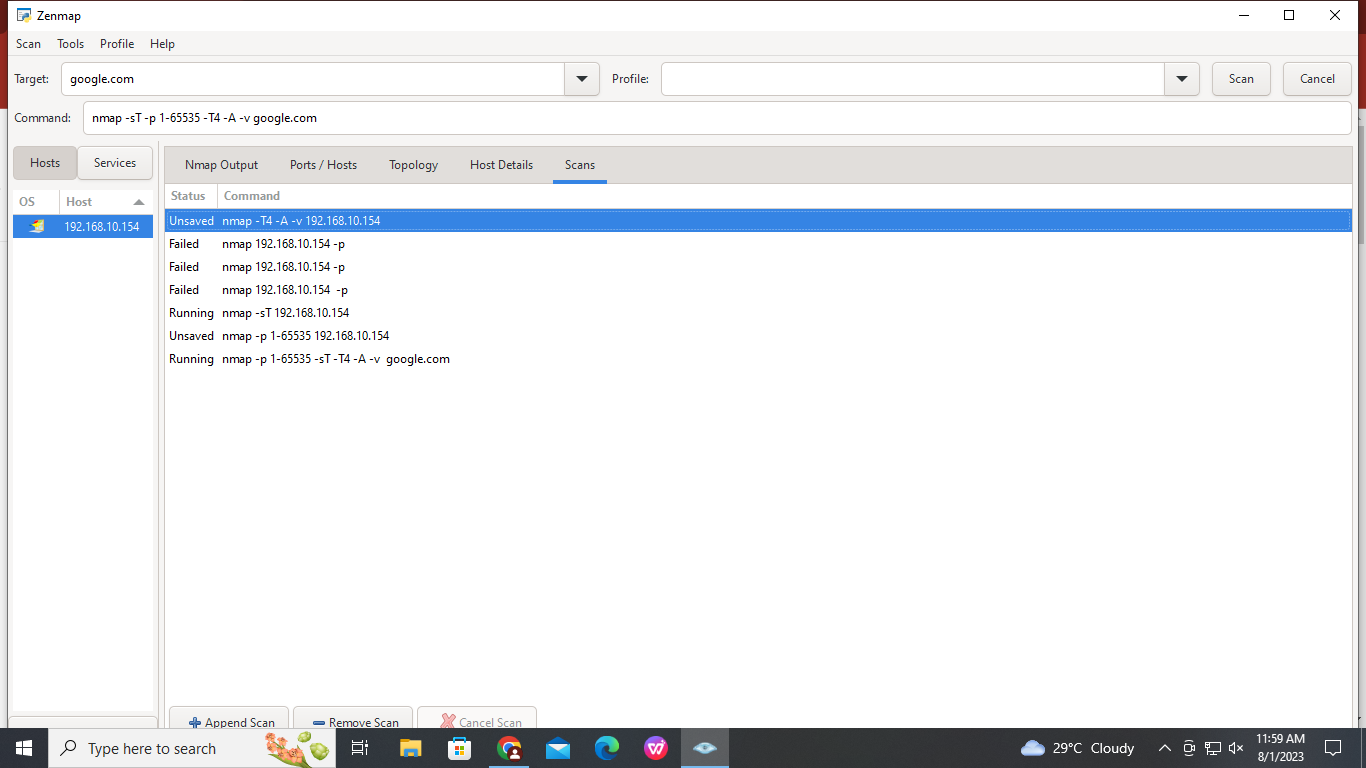 Zenmap
Scan Tools Profile Help
Target: google.com Profile: Scan Cancel
Command: nmap -sT -p 1-65535 -T4 -A -v google.com
Hosts Services
Nmap Output Ports / Hosts Topology Host Details Scans
OS Host
192.168.10.154
Status Command
Unsaved nmap -T4 -A -v 192.168.10.154
Failed nmap 192.168.10.154 -p
Failed nmap 192.168.10.154 -p
Failed nmap 192.168.10.154  -p
Running nmap -sT 192.168.10.154
Unsaved nmap -p 1-65535 192.168.10.154
Running nmap -p 1-65535 -sT -T4 -A -v  google.com
Append Scan Remove Scan Cancel Scan
Type here to search
29°C Cloudy
11:59 AM
8/1/2023